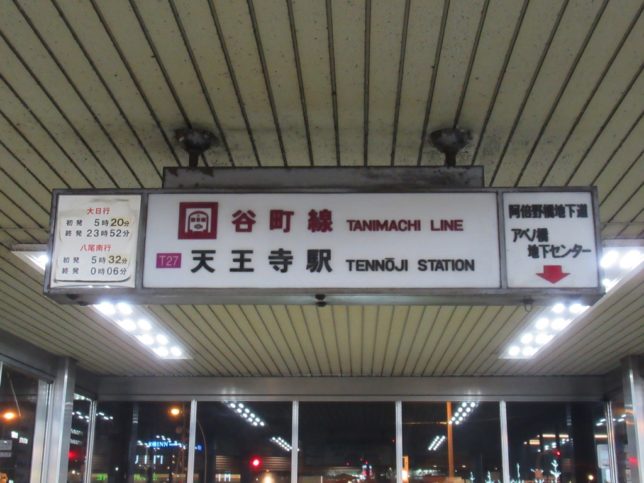 大日行
初発 5時20分
終発 23時52分
八尾南行
初発 5時32分
終発 0時06分
谷町線 TANIMACHI LINE
T27 天王寺駅 TENNŌJI STATION
阿倍野橋地下道
アベノ橋
地下センター